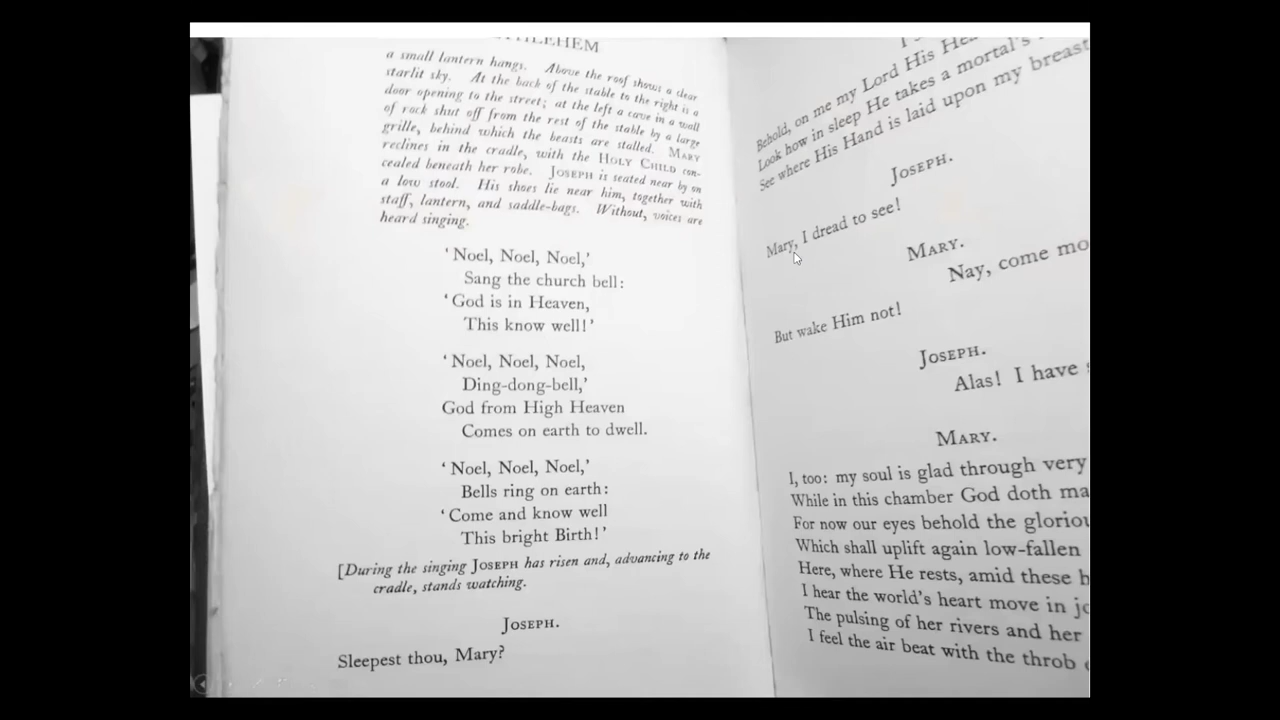 THLEHEM
a small lantern hangs. Above the roof shows a clear
starlit sky. At the back of the stable to the right is a
door opening to the street; at the left a cave in a wall
of rock shut off from the rest of the stable by a large
grille, behind which the beasts are stalled. MARY
reclines in the cradle, with the HOLY CHILD con-
cealed beneath her robe. JOSEPH is seated near by on
a low stool. His shoes lie near him, together with
staff, lantern, and saddle-bags. Without, voices are
heard singing.
‘Noel, Noel, Noel,’
Sang the church bell:
‘God is in Heaven,
This know well!’
‘Noel, Noel, Noel,
Ding-dong-bell,’
God from High Heaven
Comes on earth to dwell.
‘Noel, Noel, Noel,’
Bells ring on earth:
‘Come and know well
This bright Birth!’
[During the singing JOSEPH has risen and, advancing to the
cradle, stands watching.
JOSEPH.
Sleepest thou, Mary?
Behold, on me my Lord His
Look how in sleep He takes a mortal's
See where His Hand is laid upon my breast
JOSEPH.
Mary, I dread to see!
MARY.
Nay, come mo
But wake Him not!
JOSEPH.
Alas! I have
MARY.
I, too: my soul is glad through very
While in this chamber God doth ma
For now our eyes behold the gloriou
Which shall uplift again low-fallen
Here, where He rests, amid these b
I hear the world's heart move in jo
The pulsing of her rivers and her
I feel the air beat with the throb